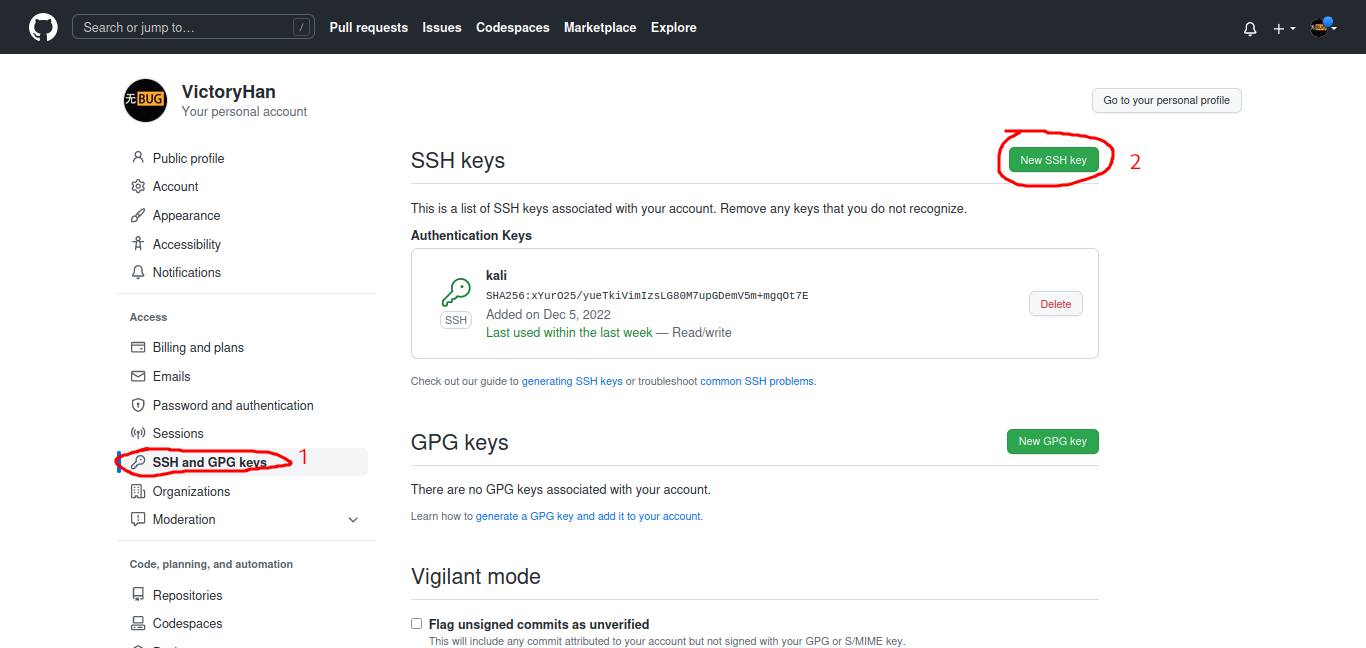 Search or jump to… /
Pull requests Issues Codespaces Marketplace Explore
无BUG
VictoryHan
Your personal account
Go to your personal profile
Public profile
Account
Appearance
Accessibility
Notifications
Access
Billing and plans
Emails
Password and authentication
Sessions
SSH and GPG keys 1
Organizations
Moderation
Code, planning, and automation
Repositories
Codespaces
SSH keys
New SSH key 2
This is a list of SSH keys associated with your account. Remove any keys that you do not recognize.
Authentication Keys
kali
SHA256:xYurO25/yueTkiVimIzsLG80M7upGDemV5m+mgqOt7E
SSH
Added on Dec 5, 2022
Last used within the last week — Read/write
Delete
Check out our guide to generating SSH keys or troubleshoot common SSH problems.
GPG keys
New GPG key
There are no GPG keys associated with your account.
Learn how to generate a GPG key and add it to your account.
Vigilant mode
Flag unsigned commits as unverified
This will include any commit attributed to your account but not signed with your GPG or S/MIME key.